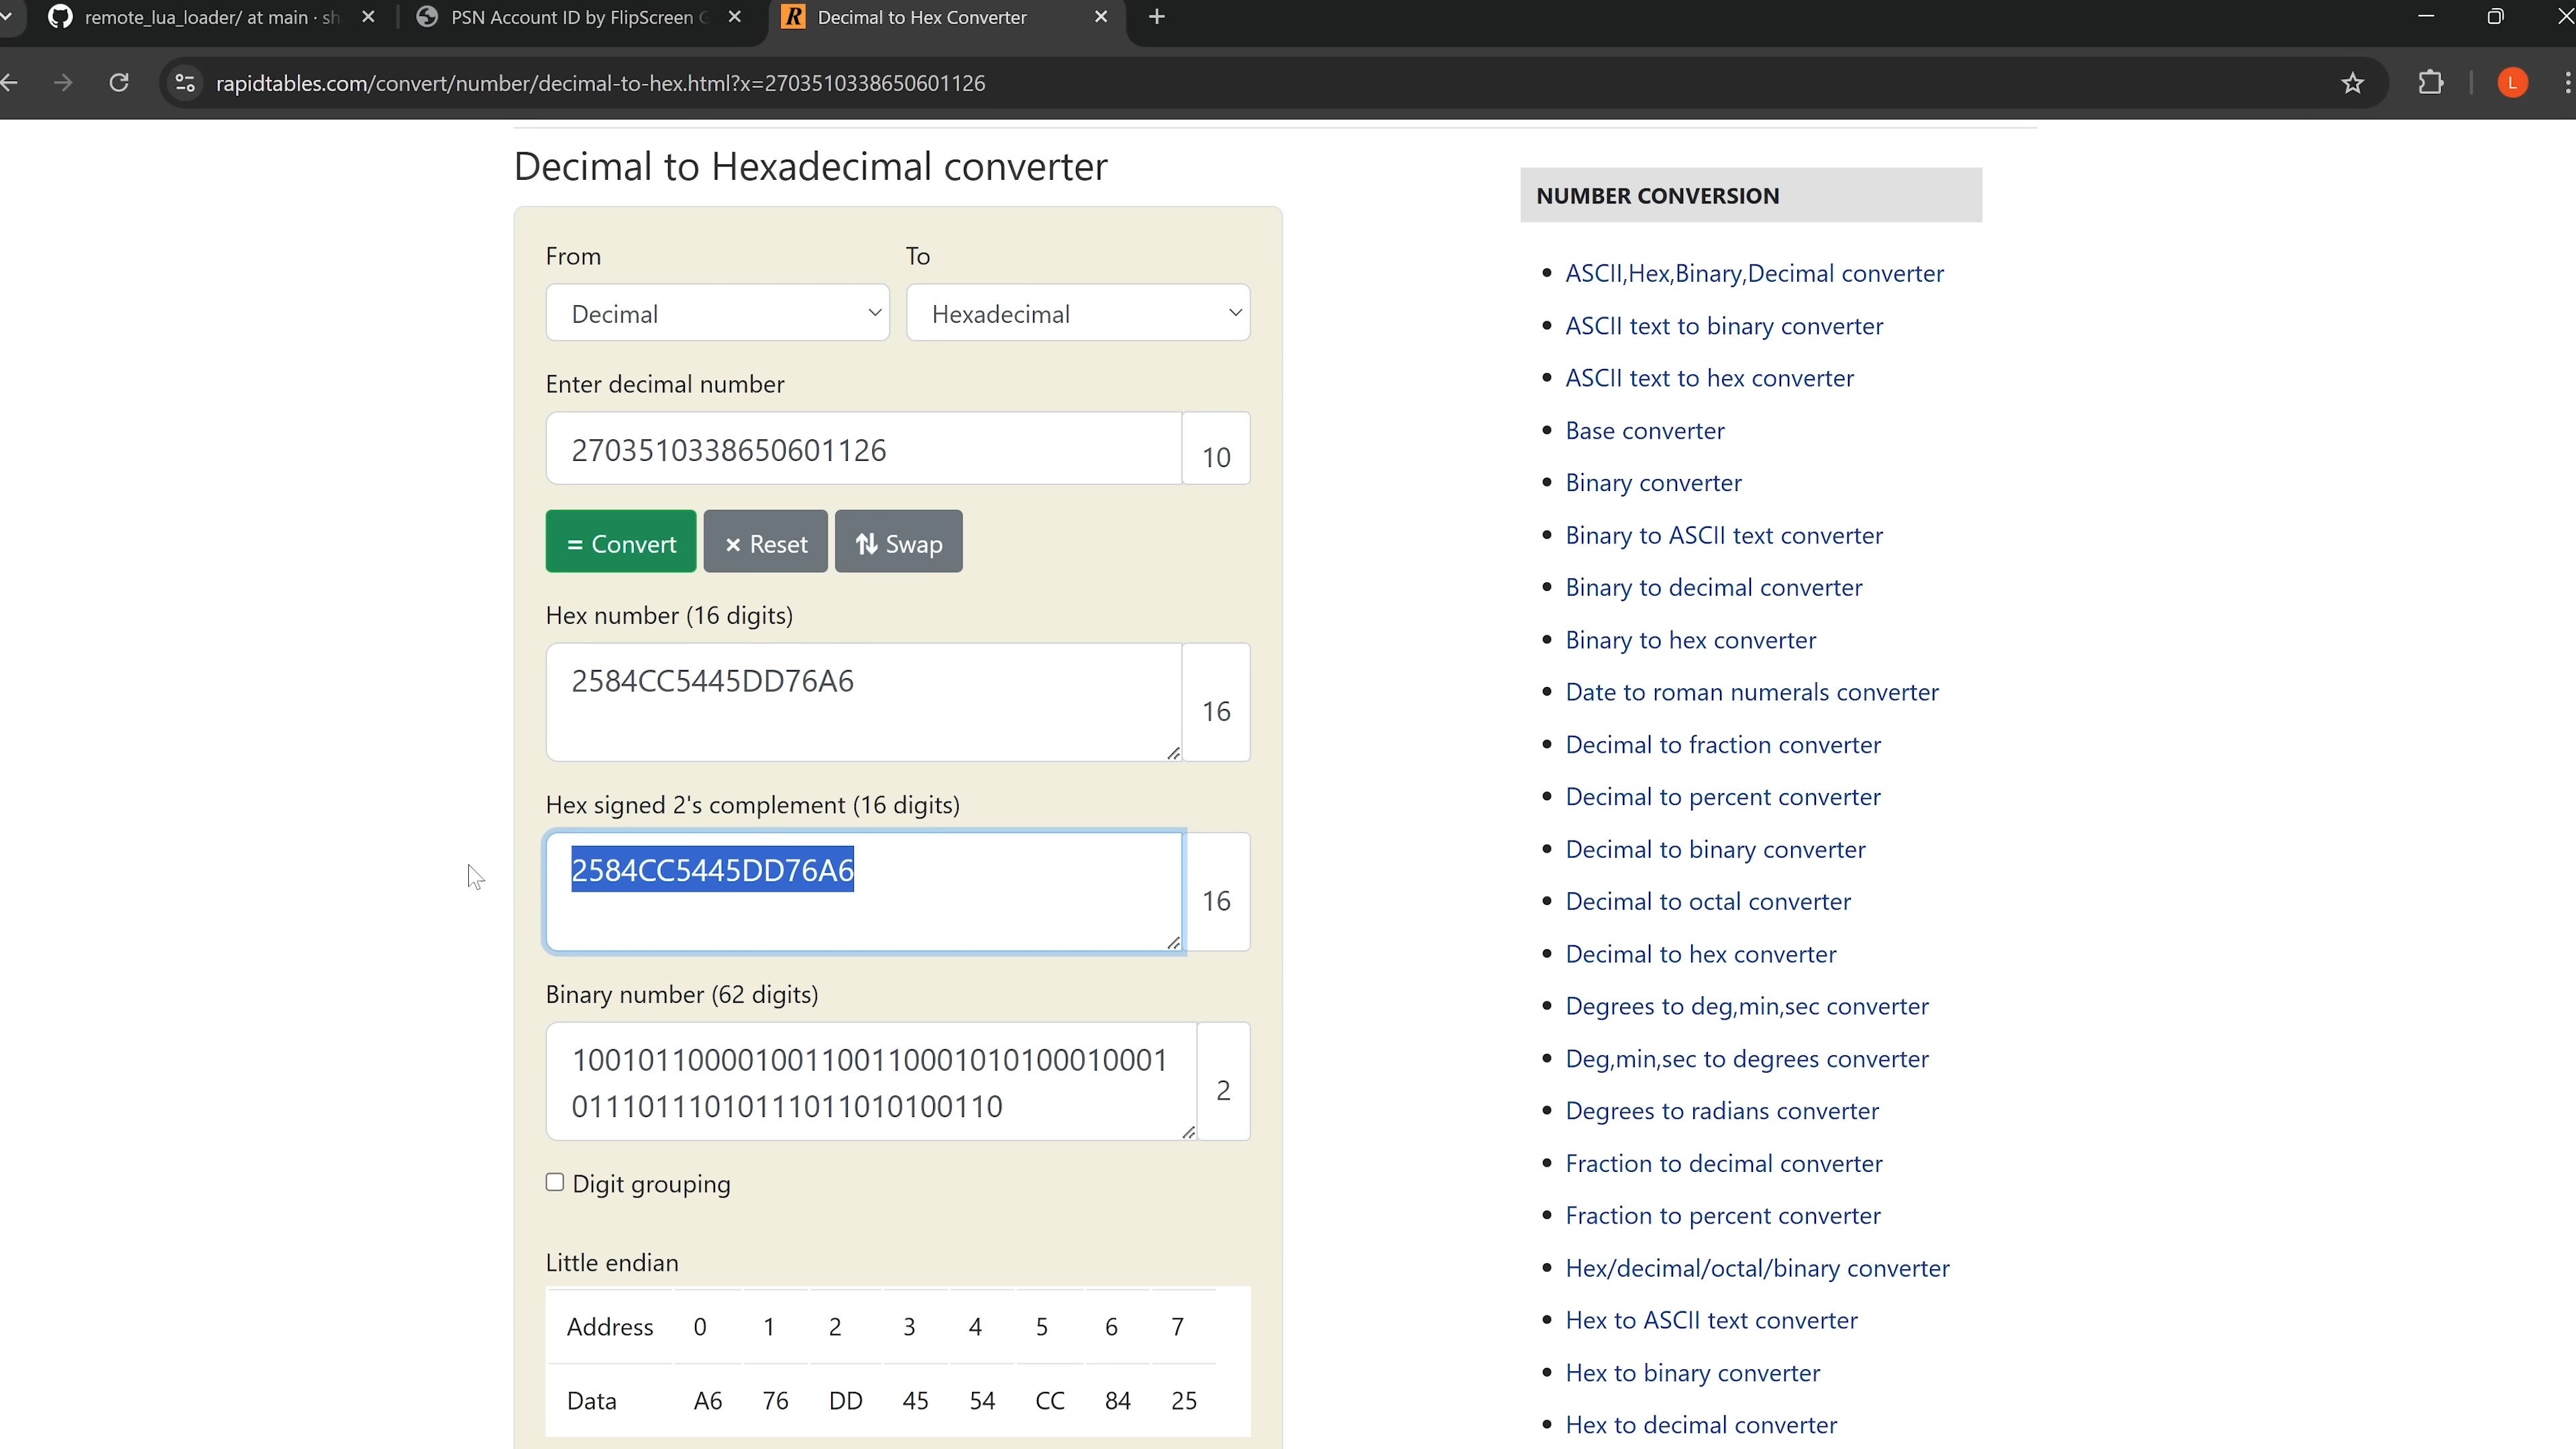 remote_lua_loader/ at main · sh
PSN Account ID by FlipScreen G
Decimal to Hex Converter
rapidtables.com/convert/number/decimal-to-hex.html?x=2703510338650601126
L
Decimal to Hexadecimal converter
From
To
Decimal
Hexadecimal
Enter decimal number
2703510338650601126
10
= Convert
× Reset
Swap
Hex number (16 digits)
2584CC5445DD76A6
16
Hex signed 2's complement (16 digits)
2584CC5445DD76A6
16
Binary number (62 digits)
100101100001001100110001010100010001
01110111010111011010100110
2
Digit grouping
Little endian
Address 0 1 2 3 4 5 6 7
Data A6 76 DD 45 54 CC 84 25
NUMBER CONVERSION
ASCII,Hex,Binary,Decimal converter
ASCII text to binary converter
ASCII text to hex converter
Base converter
Binary converter
Binary to ASCII text converter
Binary to decimal converter
Binary to hex converter
Date to roman numerals converter
Decimal to fraction converter
Decimal to percent converter
Decimal to binary converter
Decimal to octal converter
Decimal to hex converter
Degrees to deg,min,sec converter
Deg,min,sec to degrees converter
Degrees to radians converter
Fraction to decimal converter
Fraction to percent converter
Hex/decimal/octal/binary converter
Hex to ASCII text converter
Hex to binary converter
Hex to decimal converter